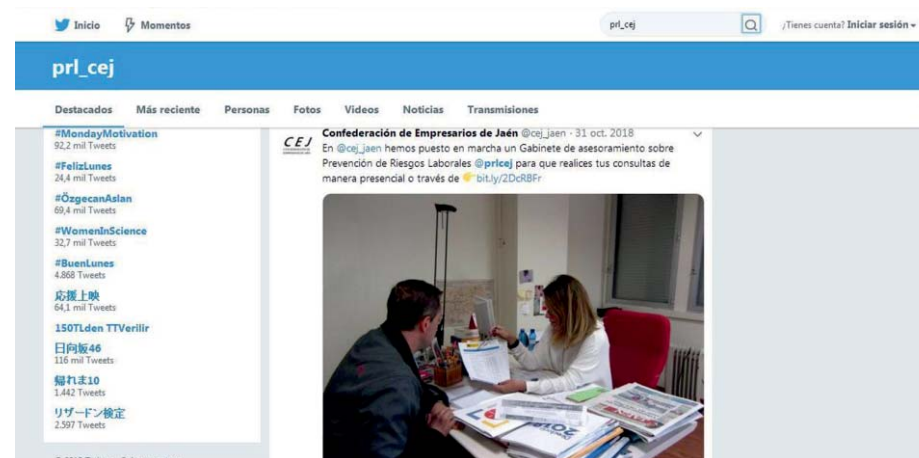 Inicio
Momentos
prl_cej
¿Tienes cuenta? Iniciar sesión
prl_cej
Destacados
Más reciente
Personas
Fotos
Videos
Noticias
Transmisiones
#MondayMotivation
92,2 mil Tweets
#FelizLunes
24,4 mil Tweets
#ÖzgecanAslan
69,4 mil Tweets
#WomenInScience
32,7 mil Tweets
#BuenLunes
4.868 Tweets
応援上映
64,1 mil Tweets
150TLden TTVerilir
日向坂46
116 mil Tweets
帰れま10
1.442 Tweets
リザードン検定
2.597 Tweets
CEJ
Confederación de Empresarios de Jaén @cej_jaen · 31 oct. 2018
En @cej_jaen hemos puesto en marcha un Gabinete de asesoramiento sobre
Prevención de Riesgos Laborales @prlcej para que realices tus consultas de
manera presencial o través de 👉 bit.ly/2DcRBFr